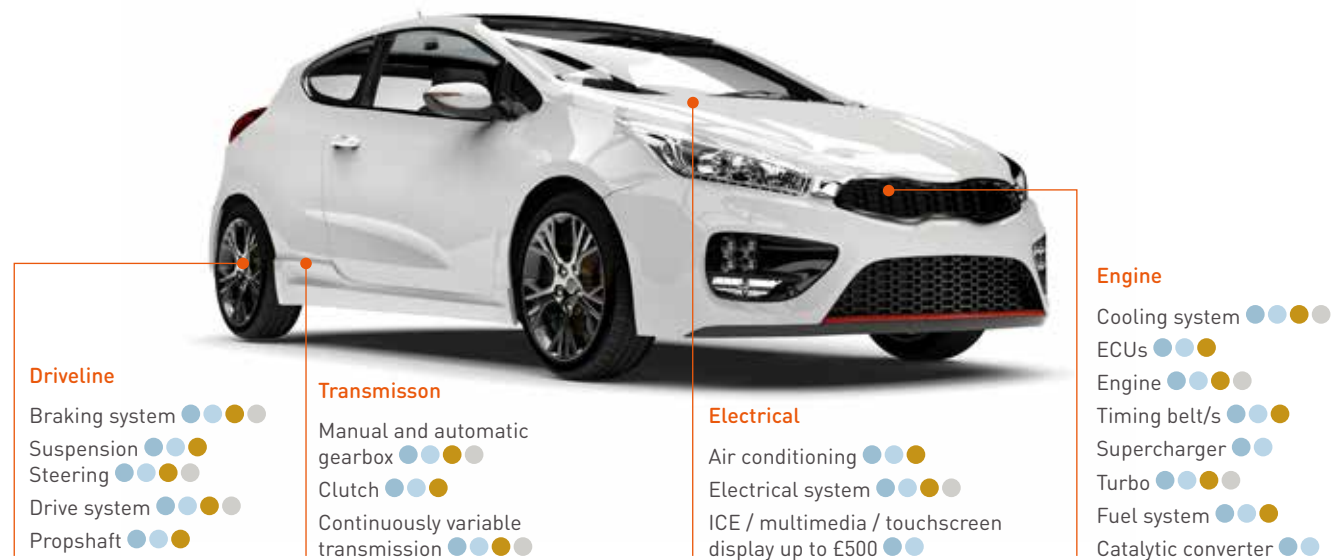 Driveline
Braking system
Suspension
Steering
Drive system
Propshaft
Transmisson
Manual and automatic
gearbox
Clutch
Continuously variable
transmission
Electrical
Air conditioning
Electrical system
ICE / multimedia / touchscreen
display up to £500
Engine
Cooling system
ECUs
Engine
Timing belt/s
Supercharger
Turbo
Fuel system
Catalytic converter